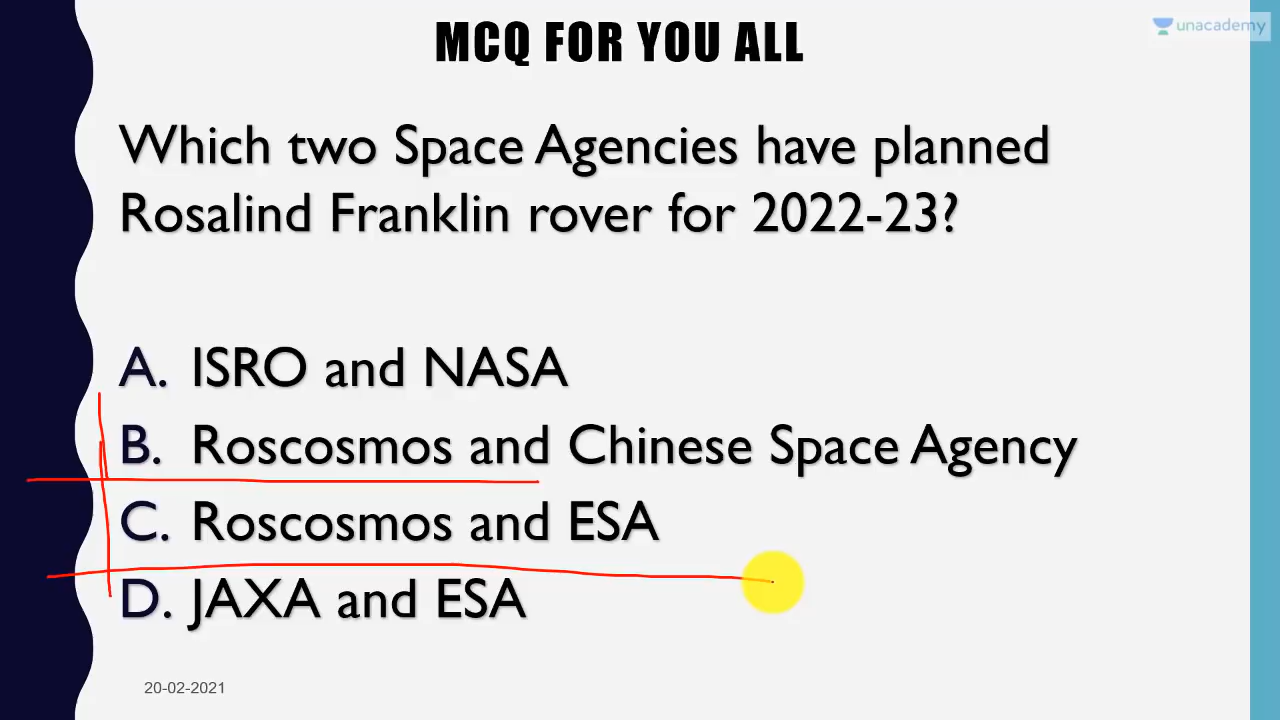 MCQ FOR YOU ALL
unacademy
Which two Space Agencies have planned
Rosalind Franklin rover for 2022-23?
A. ISRO and NASA
B. Roscosmos and Chinese Space Agency
C. Roscosmos and ESA
D. JAXA and ESA
20-02-2021